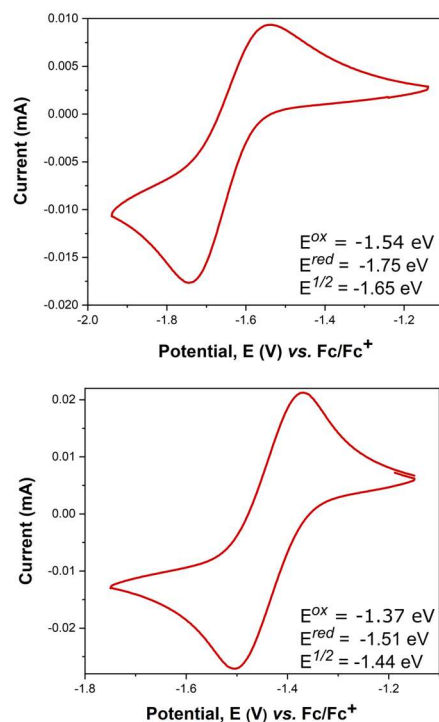 0.010
0.005
0.000
-0.005
-0.010
-0.015
-0.020
Current (mA)
E^ox = -1.54 eV
E^red = -1.75 eV
E^1/2 = -1.65 eV
-2.0 -1.8 -1.6 -1.4 -1.2
Potential, E (V) vs. Fc/Fc⁺
0.02
0.01
0.00
-0.01
-0.02
Current (mA)
E^ox = -1.37 eV
E^red = -1.51 eV
E^1/2 = -1.44 eV
-1.8 -1.6 -1.4 -1.2
Potential, E (V) vs. Fc/Fc⁺